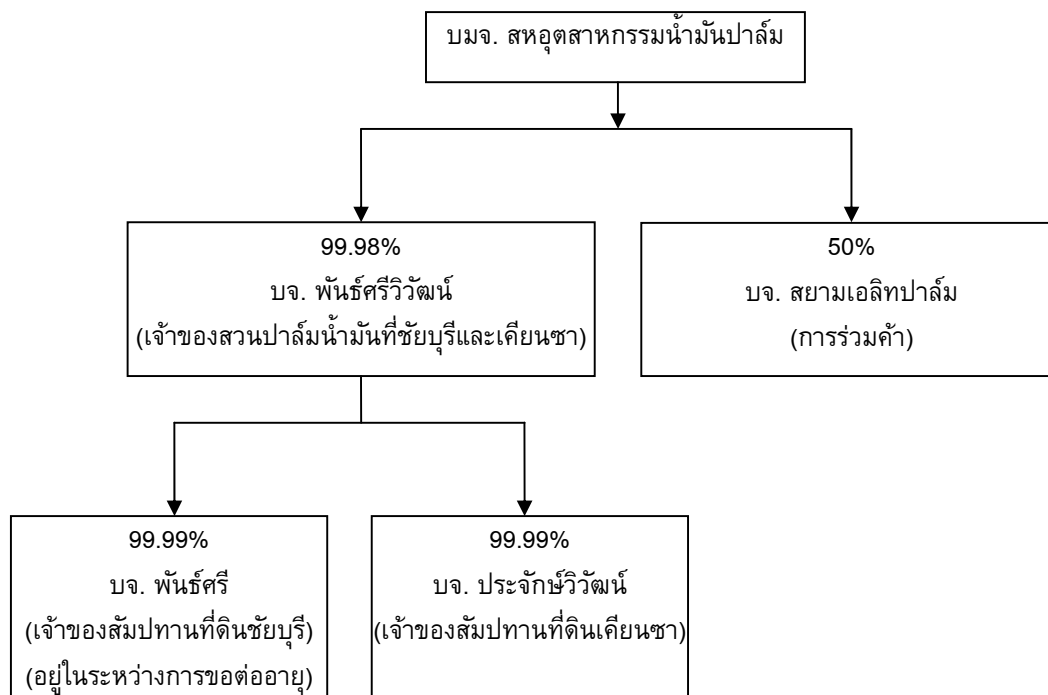 บมจ. สหอุตสาหกรรมน้ำมันปาล์ม
99.98%
บจ. พันธ์ศรีวิวัฒน์
(เจ้าของสวนปาล์มน้ำมันที่ชัยบุรีและเคียนซา)
50%
บจ. สยามเอลิทปาล์ม
(การร่วมค้า)
99.99%
บจ. พันธ์ศรี
(เจ้าของสัมปทานที่ดินชัยบุรี)
(อยู่ในระหว่างการขอต่ออายุ)
99.99%
บจ. ประจักษ์วิวัฒน์
(เจ้าของสัมปทานที่ดินเคียนซา)